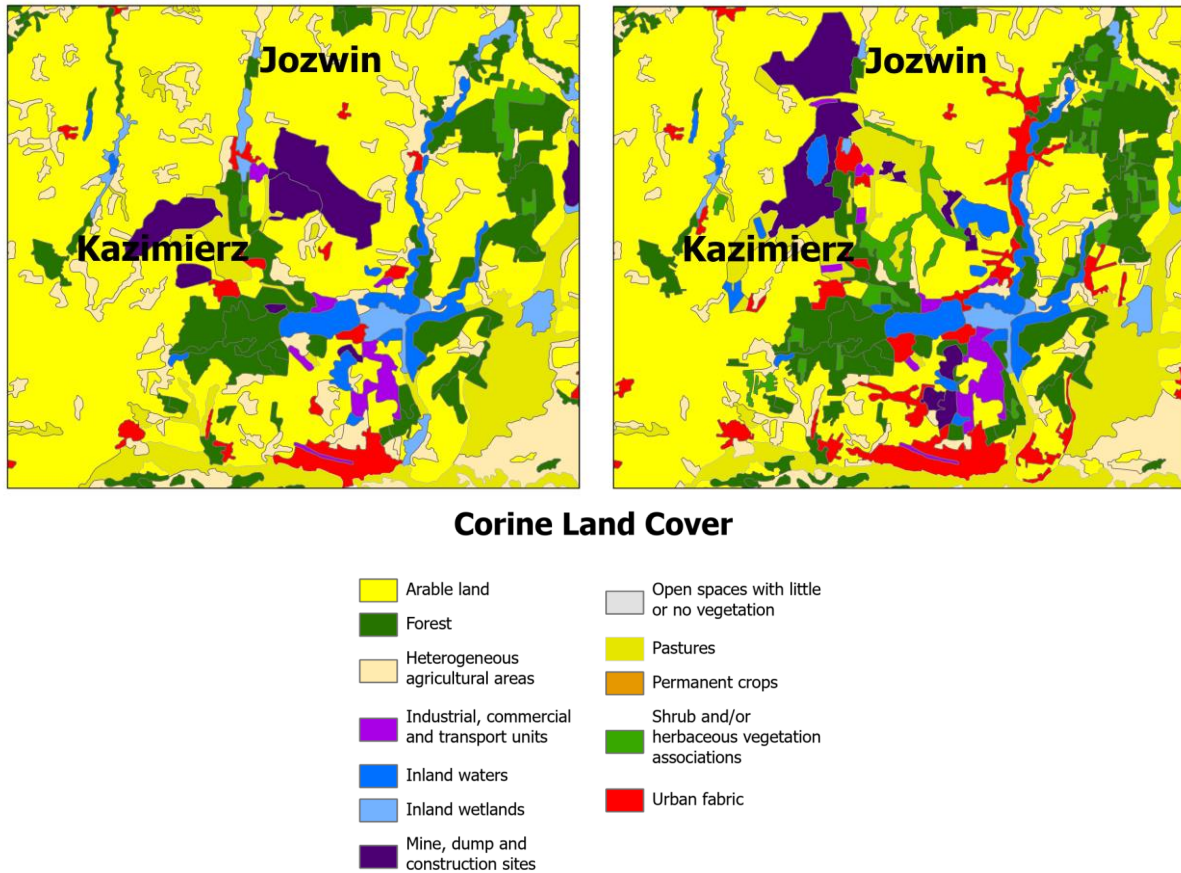 Jozwin
Kazimierz
Jozwin
Kazimierz
Corine Land Cover
Arable land
Forest
Heterogeneous
agricultural areas
Industrial, commercial
and transport units
Inland waters
Inland wetlands
Mine, dump and
construction sites
Open spaces with little
or no vegetation
Pastures
Permanent crops
Shrub and/or
herbaceous vegetation
associations
Urban fabric